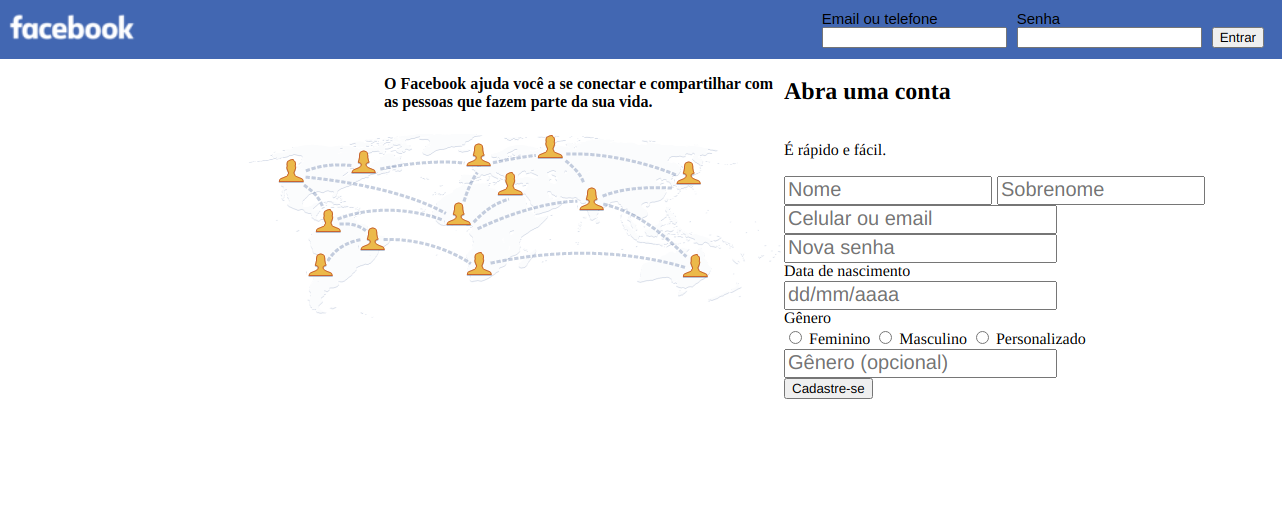 facebook
Email ou telefone
Senha
Entrar
O Facebook ajuda você a se conectar e compartilhar com
as pessoas que fazem parte da sua vida.
Abra uma conta
É rápido e fácil.
Nome
Sobrenome
Celular ou email
Nova senha
Data de nascimento
dd/mm/aaaa
Gênero
Feminino
Masculino
Personalizado
Gênero (opcional)
Cadastre-se